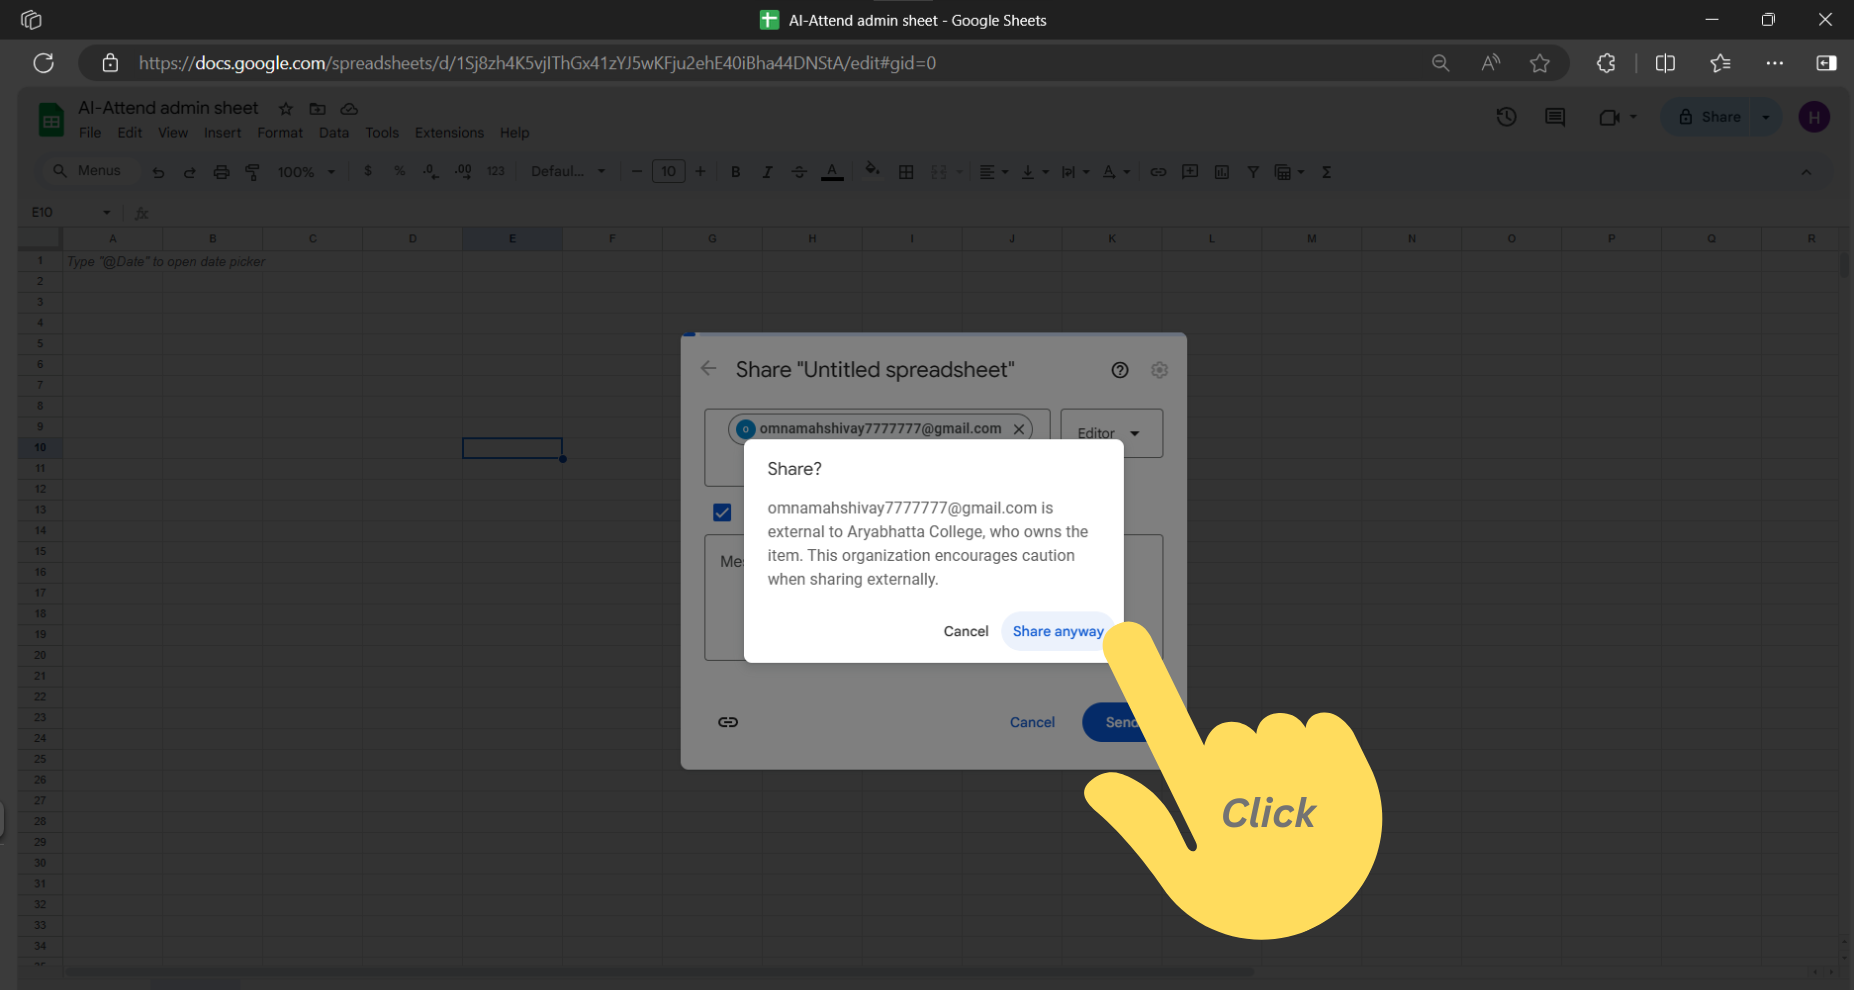 AI-Attend admin sheet - Google Sheets
https://docs.google.com/spreadsheets/d/1Sj8zh4K5vjIThGx41zYJ5wKFju2ehE40iBha44DNStA/edit#gid=0
AI-Attend admin sheet
File Edit View Insert Format Data Tools Extensions Help
Share
H
Menus 100% $ % .0 .00 123 Defaul... 10 B I A
E10 fx
A B C D E F G H I J K L M N O P Q R
1 Type "@Date" to open date picker
2
3
4
5
6
7
8
9
10
11
12
13
14
15
16
17
18
19
20
21
22
23
24
25
26
27
28
29
30
31
32
33
34
Share "Untitled spreadsheet"
omnamahshivay7777777@gmail.com
Editor
Share?
omnamahshivay7777777@gmail.com is
external to Aryabhatta College, who owns the
item. This organization encourages caution
when sharing externally.
Cancel Share anyway
Mes
Cancel Send
Click